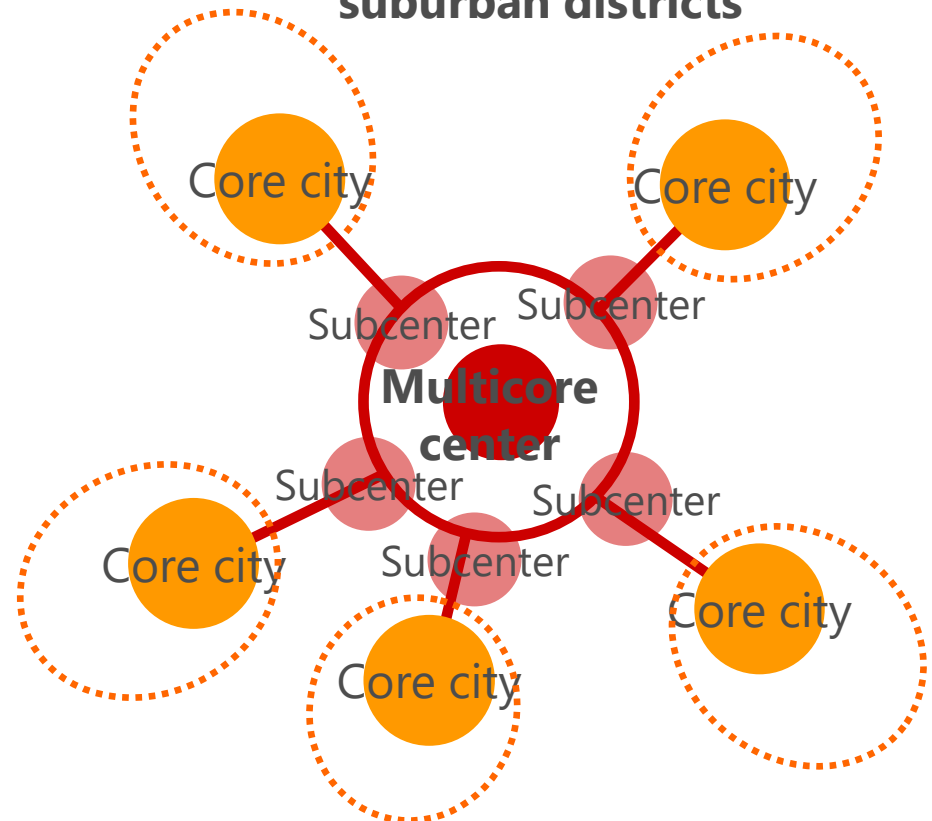 suburban districts
Core city
Core city
Subcenter
Subcenter
Multicore
center
Subcenter
Subcenter
Subcenter
Core city
Core city
Core city